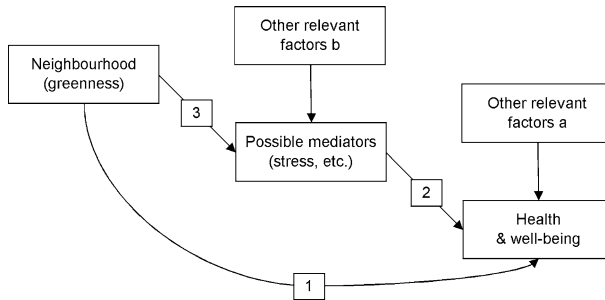 Other relevant
factors b
Neighbourhood
(greenness)
3
Possible mediators
(stress, etc.)
Other relevant
factors a
2
Health
& well-being
1